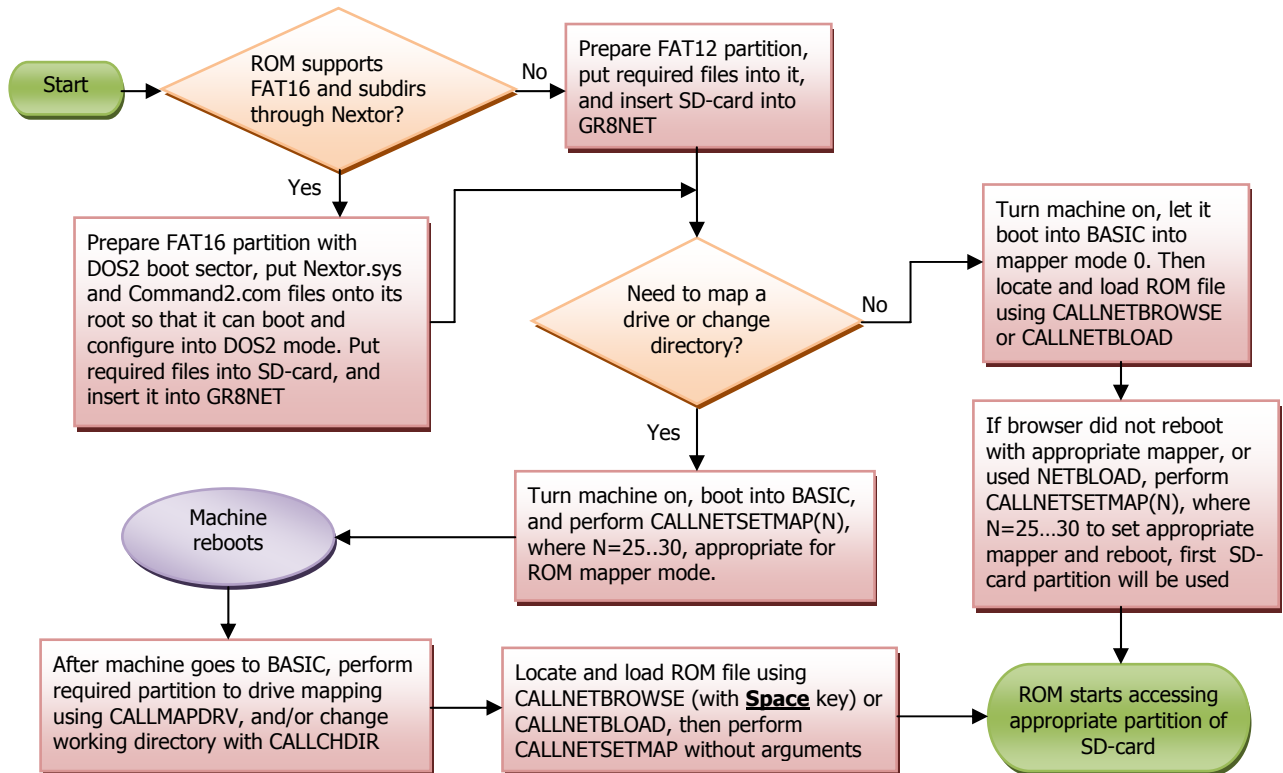 Start
ROM supports
FAT16 and subdirs
through Nextor?
No
Prepare FAT12 partition,
put required files into it,
and insert SD-card into
GR8NET
Yes
Prepare FAT16 partition with
DOS2 boot sector, put Nextor.sys
and Command2.com files onto its
root so that it can boot and
configure into DOS2 mode. Put
required files into SD-card, and
insert it into GR8NET
Need to map a
drive or change
directory?
No
Turn machine on, let it
boot into BASIC into
mapper mode 0. Then
locate and load ROM file
using CALLNETBROWSE
or CALLNETBLOAD
If browser did not reboot
with appropriate mapper, or
used NETBLOAD, perform
CALLNETSETMAP(N), where
N=25...30 to set appropriate
mapper and reboot, first SD-
card partition will be used
Yes
Turn machine on, boot into BASIC,
and perform CALLNETSETMAP(N),
where N=25..30, appropriate for
ROM mapper mode.
Machine
reboots
After machine goes to BASIC, perform
required partition to drive mapping
using CALLMAPDRV, and/or change
working directory with CALLCHDIR
Locate and load ROM file using
CALLNETBROWSE (with Space key) or
CALLNETBLOAD, then perform
CALLNETSETMAP without arguments
ROM starts accessing
appropriate partition of
SD-card